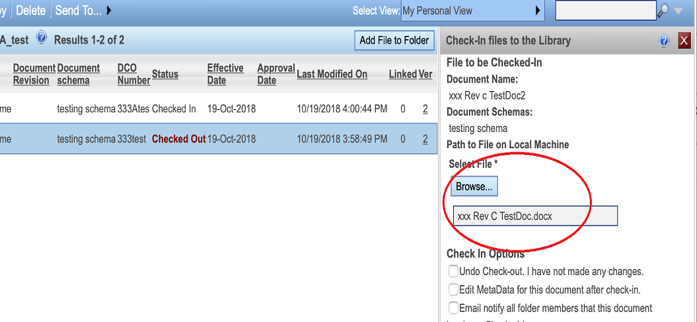 Delete Send To...
Select View: My Personal View
A_test Results 1-2 of 2
Add File to Folder
Document Revision Document schema DCO Number Status Effective Date Approval Date Last Modified On Linked Ver
me testing schema 333Ates Checked In 19-Oct-2018 10/19/2018 4:00:44 PM 0 2
me testing schema 333test Checked Out 19-Oct-2018 10/19/2018 3:58:49 PM 0 2
Check-In files to the Library
File to be Checked-In
Document Name:
xxx Rev c TestDoc2
Document Schemas:
testing schema
Path to File on Local Machine
Select File *
Browse...
xxx Rev C TestDoc.docx
Check In Options
Undo Check-out. I have not made any changes.
Edit MetaData for this document after check-in.
Email notify all folder members that this document